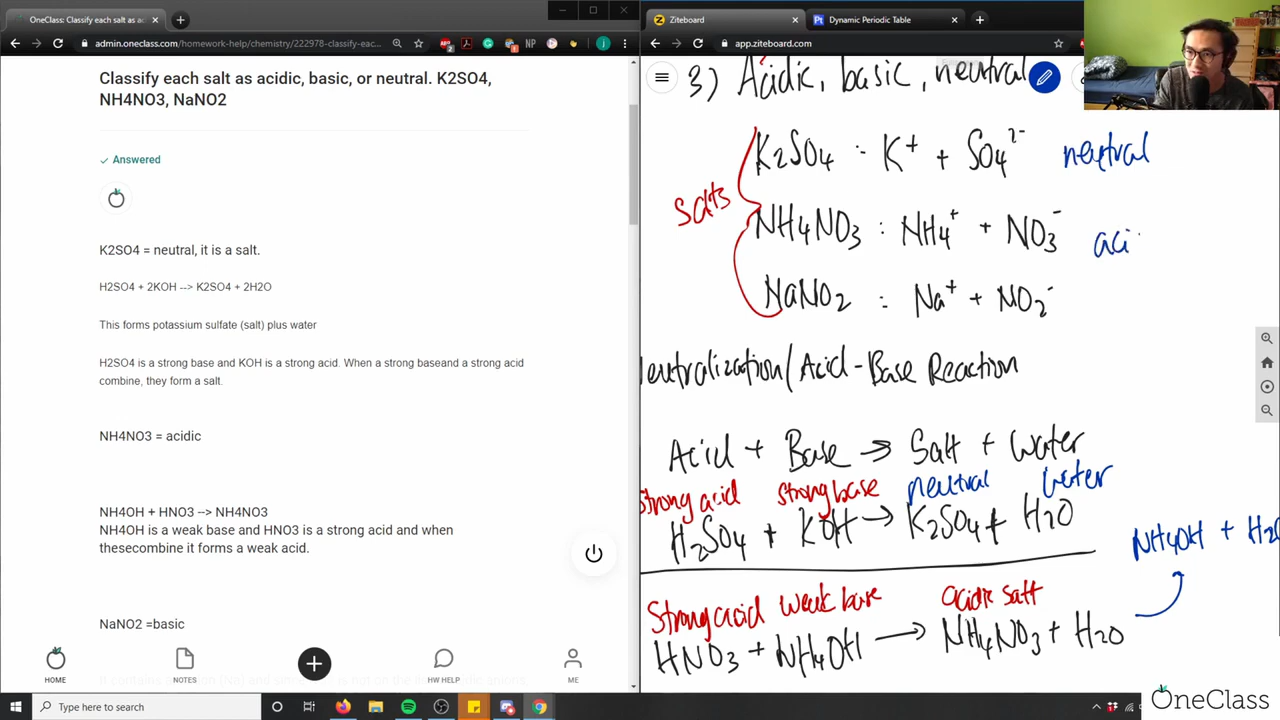 OneClass: Classify each salt as ac
admin.oneclass.com/homework-help/chemistry/222978-classify-eac...
Classify each salt as acidic, basic, or neutral. K2SO4,
NH4NO3, NaNO2
Answered
K2SO4 = neutral, it is a salt.
H2SO4 + 2KOH --> K2SO4 + 2H2O
This forms potassium sulfate (salt) plus water
H2SO4 is a strong base and KOH is a strong acid. When a strong baseand a strong acid
combine, they form a salt.
NH4NO3 = acidic
NH4OH + HNO3 -> NH4NO3
NH4OH is a weak base and HNO3 is a strong acid and when
thesecombine it forms a weak acid.
NaNO2 =basic
HOME
NOTES
HW HELP
ME
Type here to search
Ziteboard
Dynamic Periodic Table
app.ziteboard.com
3) Acidic, basic, neutral
salts
K2SO4 : K+ + SO4 2- neutral
NH4NO3 : NH4+ + NO3- aci
NaNO2 : Na+ + NO2-
eutralization/Acid-Base Reaction
Acid + Base → Salt + Water
strong acid strong base neutral water
H2SO4 + KOH → K2SO4 + H2O
NH4OH + H2O
Strong acid weak base acidic salt
HNO3 + NH4OH → NH4NO3 + H2O
OneClass